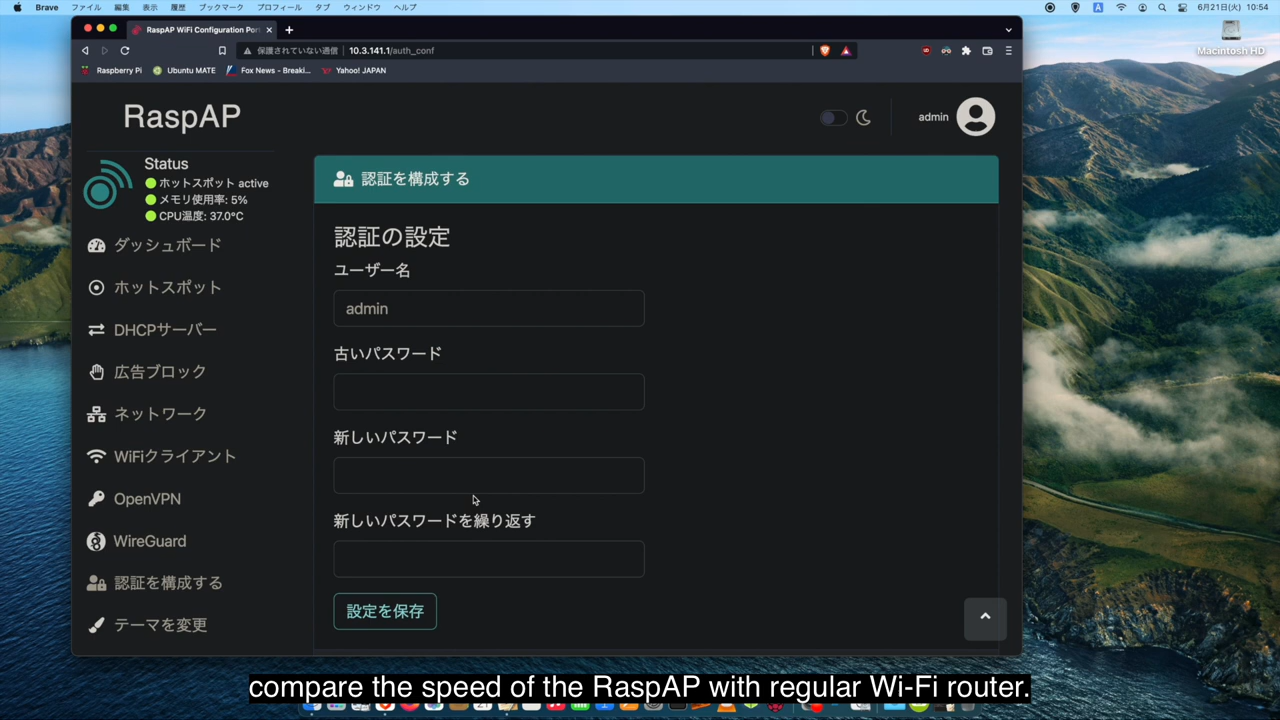 Brave ファイル 編集 表示 履歴 ブックマーク プロフィール タブ ウィンドウ ヘルプ A 6月21日(火) 10:54
RaspAP WiFi Configuration Port
保護されていない通信 10.3.141.1/auth_conf
Raspberry Pi Ubuntu MATE Fox News - Breaki... Yahoo! JAPAN
Macintosh HD
RaspAP
admin
Status
ホットスポット active
メモリ使用率: 5%
CPU温度: 37.0°C
ダッシュボード
ホットスポット
DHCPサーバー
広告ブロック
ネットワーク
WiFiクライアント
OpenVPN
WireGuard
認証を構成する
テーマを変更
認証を構成する
認証の設定
ユーザー名
admin
古いパスワード
新しいパスワード
新しいパスワードを繰り返す
設定を保存
compare the speed of the RaspAP with regular Wi-Fi router.